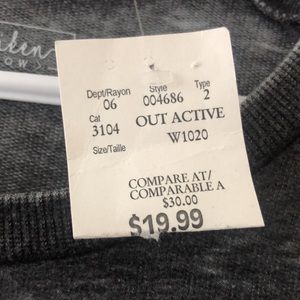 Dept/Rayon Style Type
06 004686 2
Cat OUT ACTIVE
3104 W1020
Size/Taille
COMPARE AT/
COMPARABLE A
$30.00
$19.99